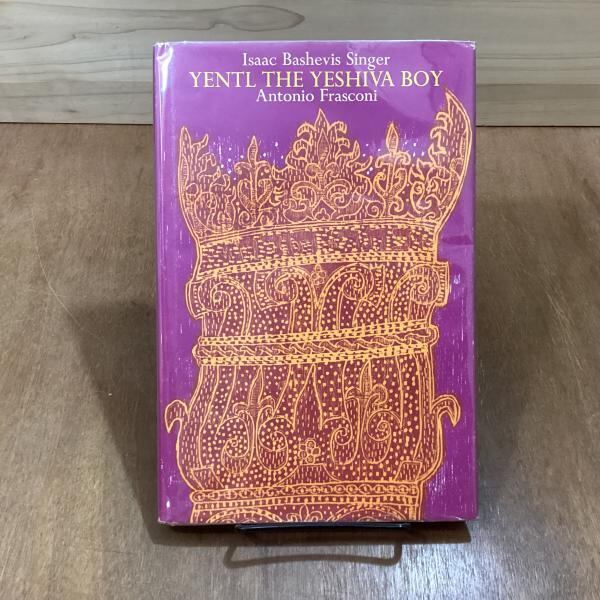 Isaac Bashevis Singer
YENTL THE YESHIVA BOY
Antonio Frasconi